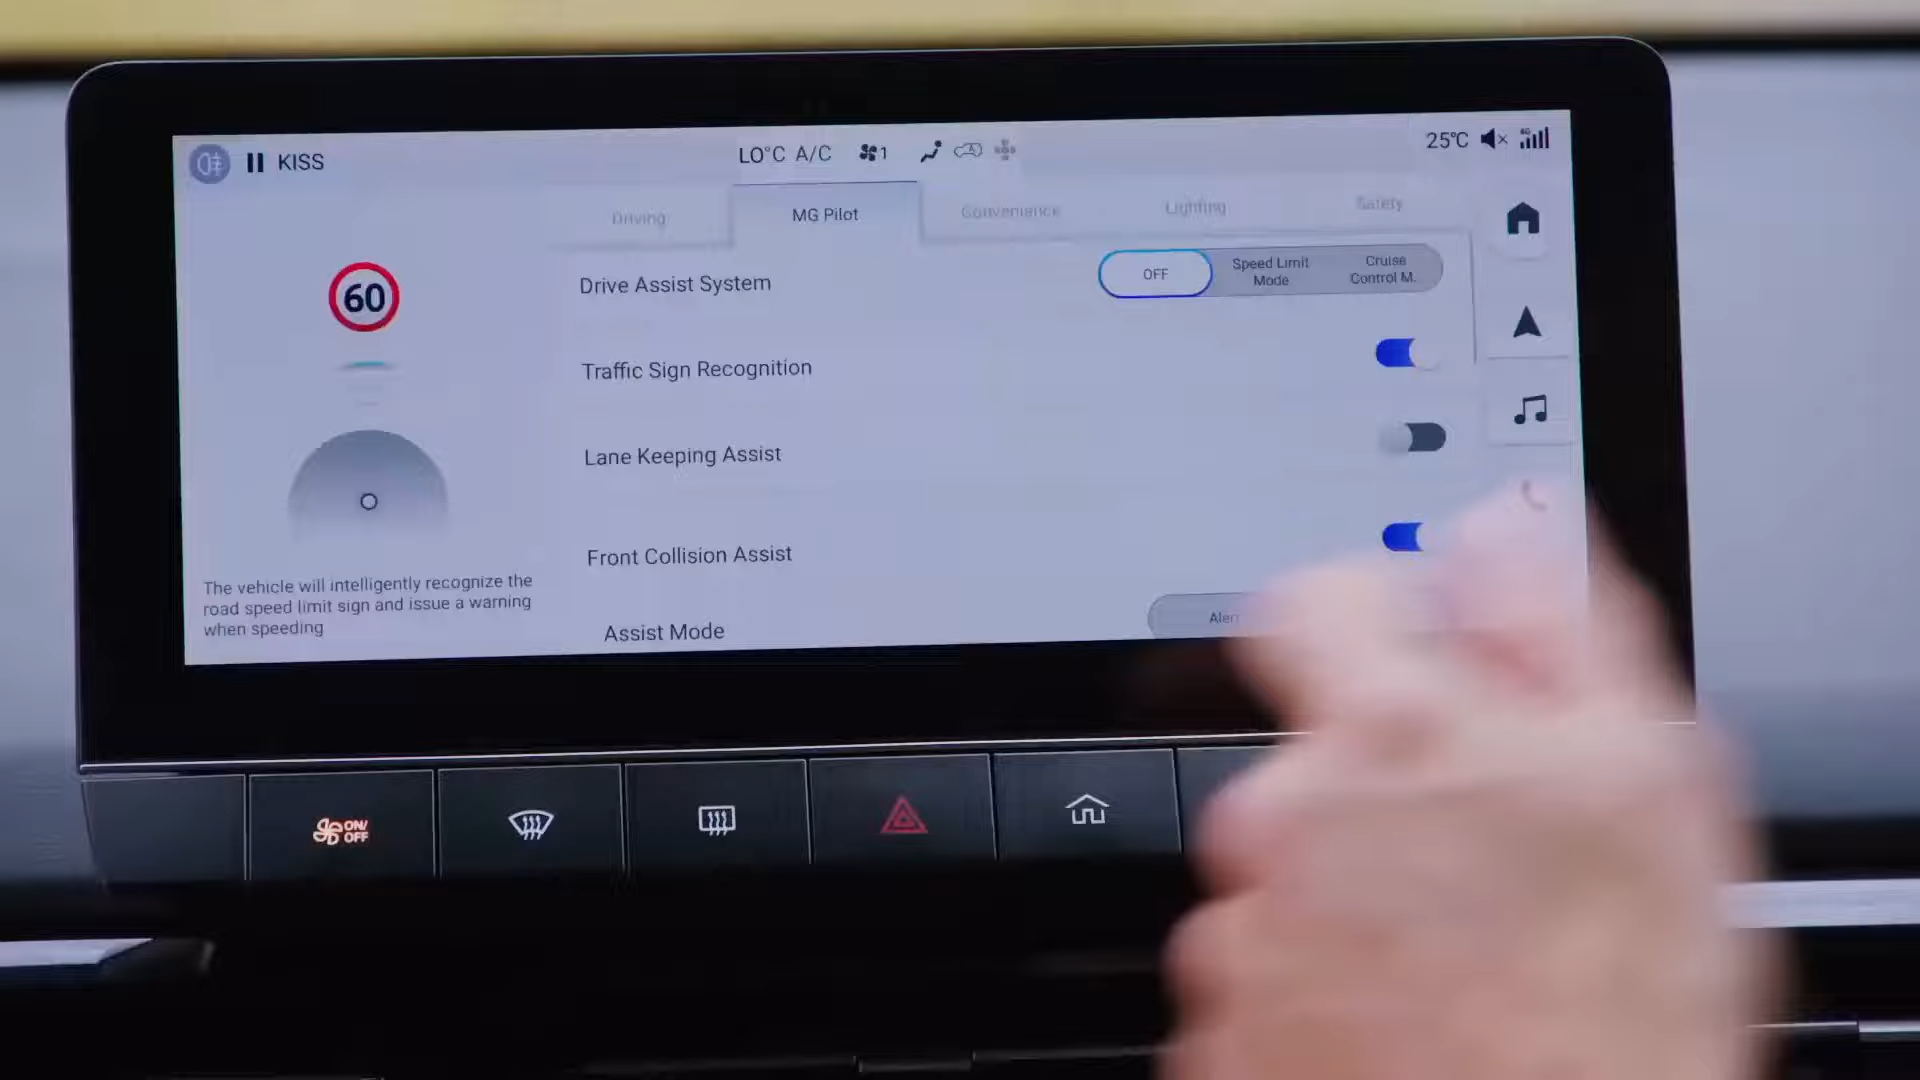 KISS
LO°C A/C 1
25°C
4G
Driving
MG Pilot
Convenience
Lighting
Safety
60
Drive Assist System
OFF
Speed Limit
Mode
Cruise
Control M.
Traffic Sign Recognition
Lane Keeping Assist
Front Collision Assist
Assist Mode
The vehicle will intelligently recognize the
road speed limit sign and issue a warning
when speeding
ON/
OFF